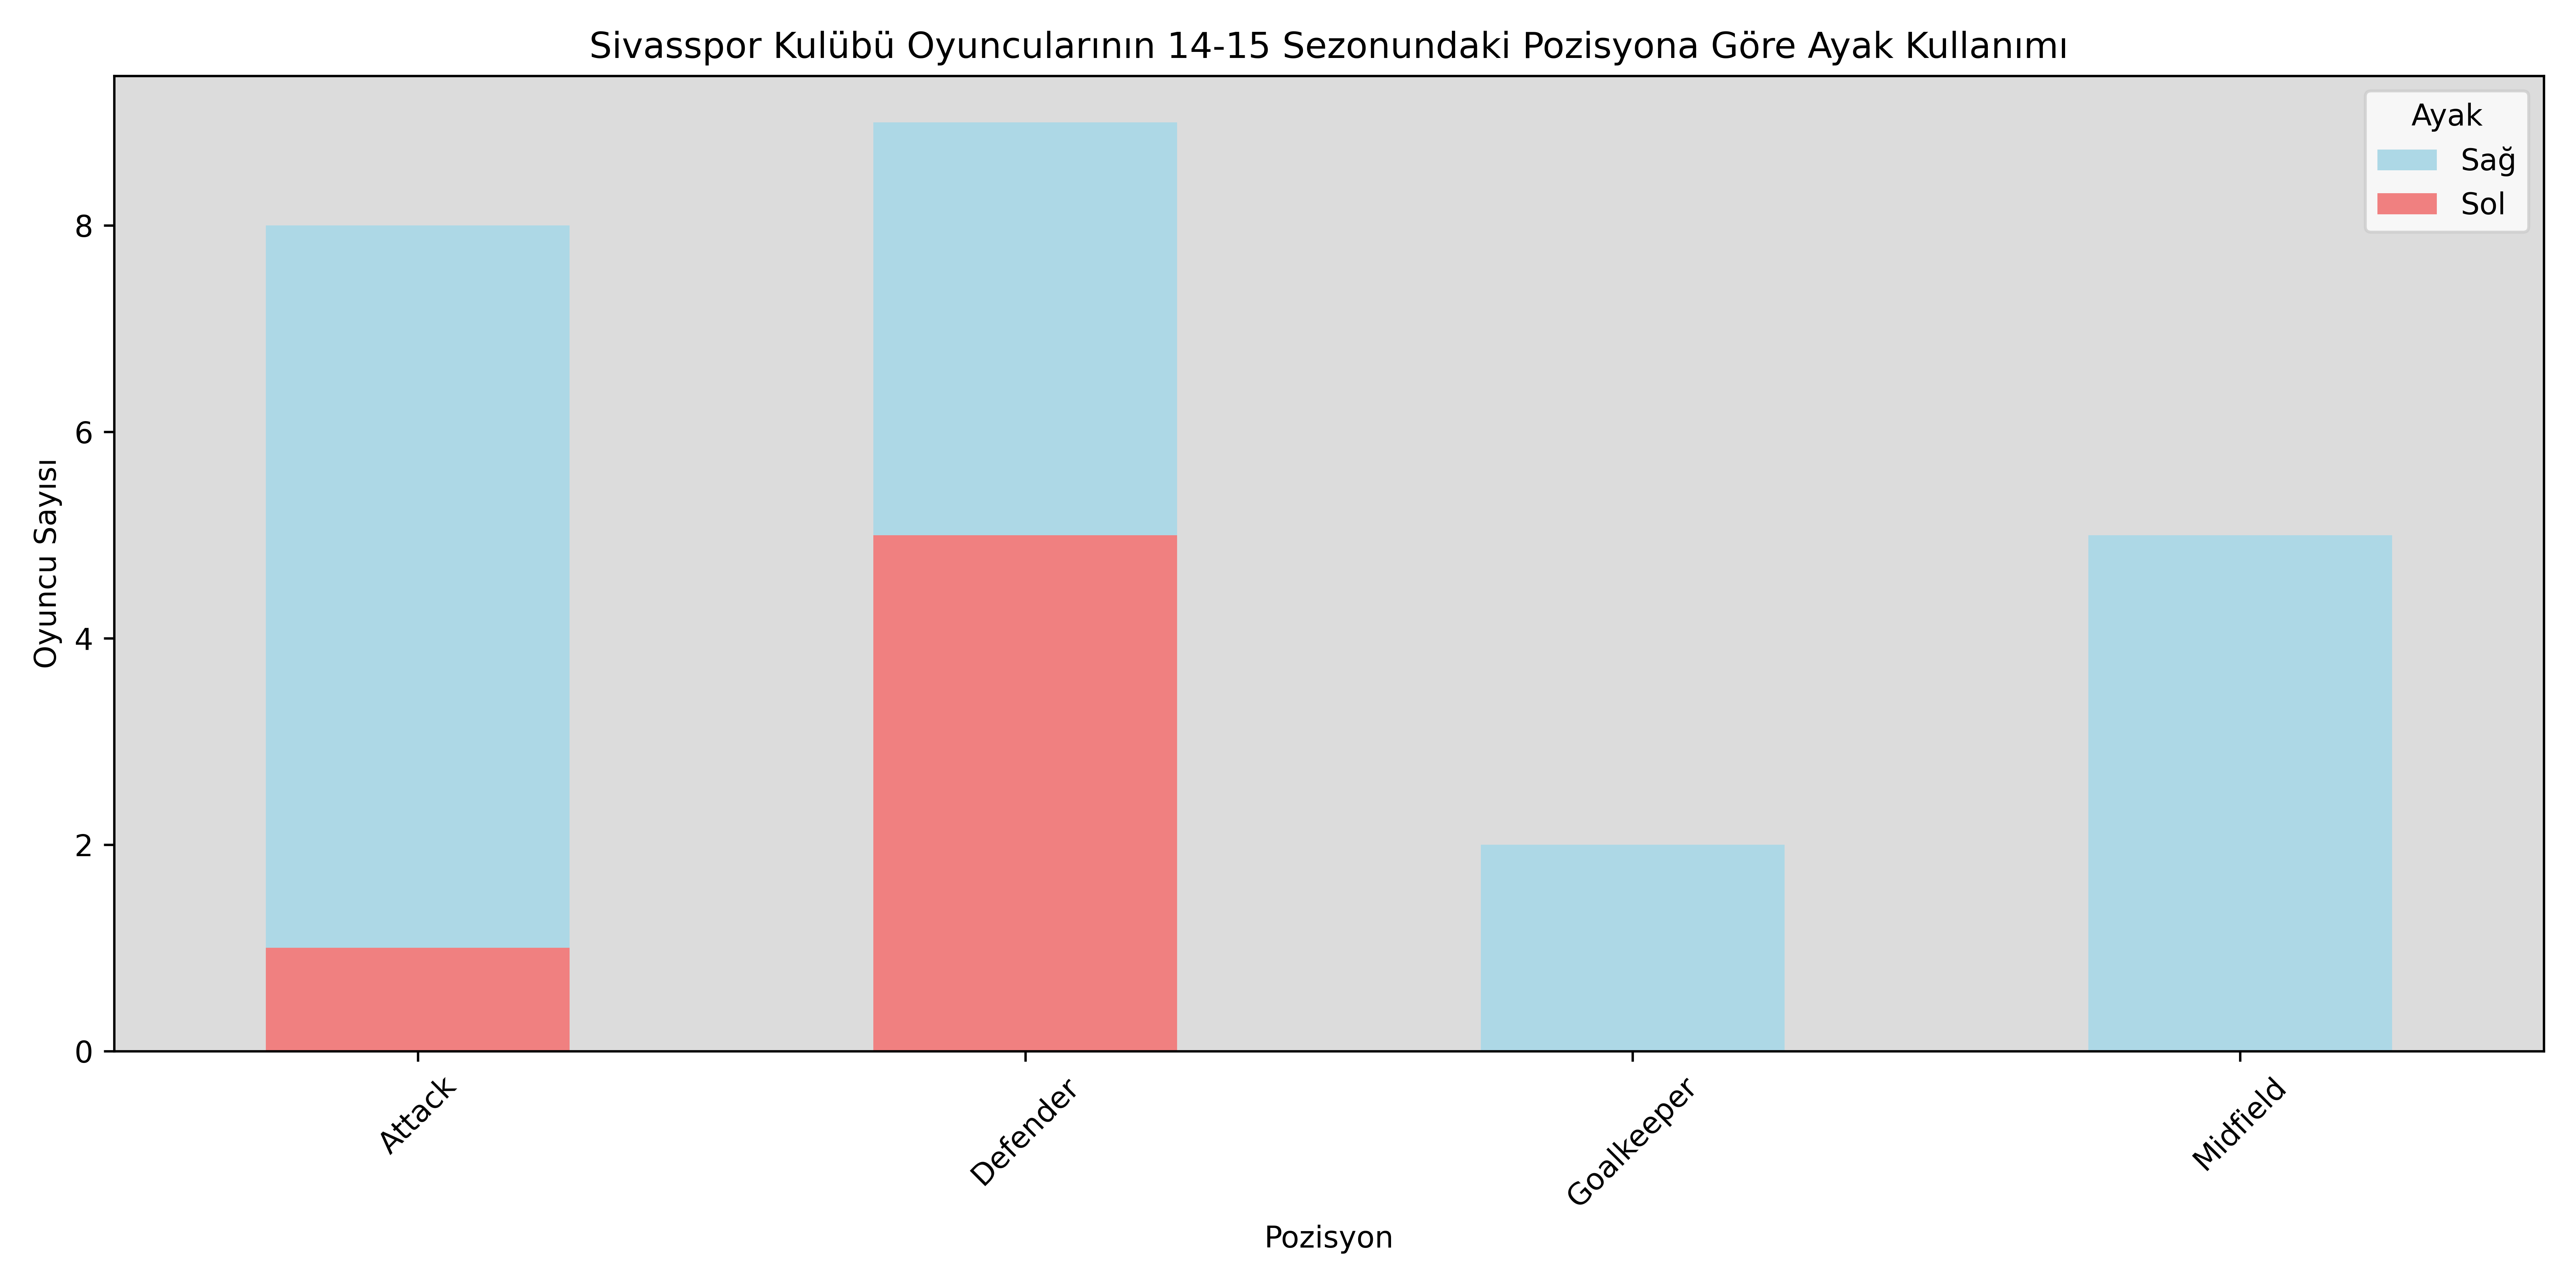 Sivasspor Kulübü Oyuncularının 14-15 Sezonundaki Pozisyona Göre Ayak Kullanımı
Ayak
Sağ
Sol
Oyuncu Sayısı
8
6
4
2
0
Attack
Defender
Goalkeeper
Midfield
Pozisyon